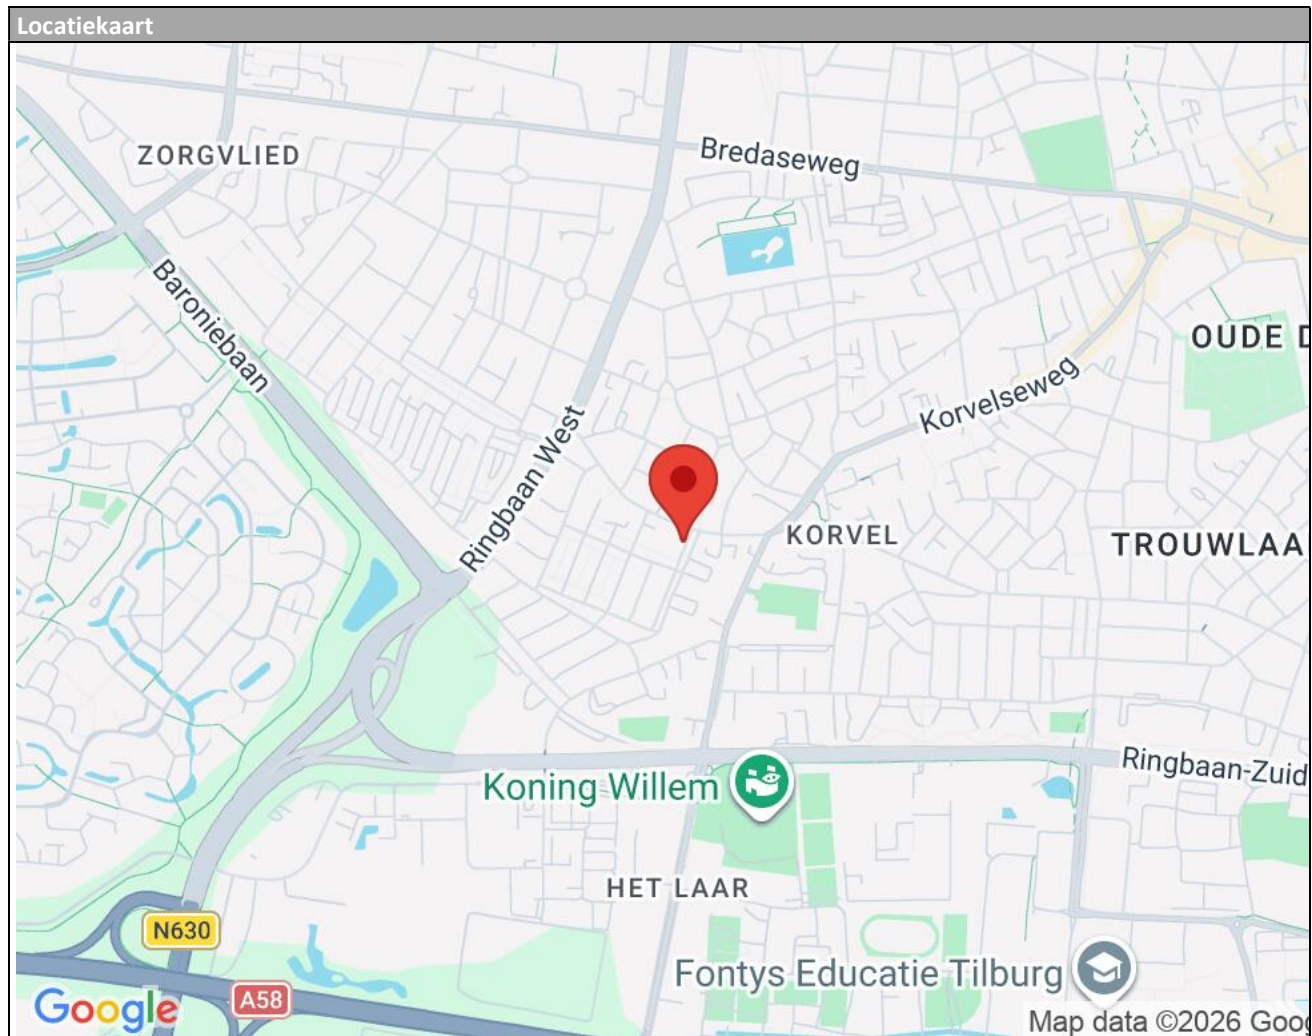 Locatiekaart
ZORGVLIED
Bredaseweg
Baroniebaan
OUDE D
Korvelseweg
Ringbaan West
KORVEL
TROUWLAA
Ringbaan-Zuid
Koning Willem
HET LAAR
N630
Fontys Educatie Tilburg
A58
Google
Map data ©2026 Goo